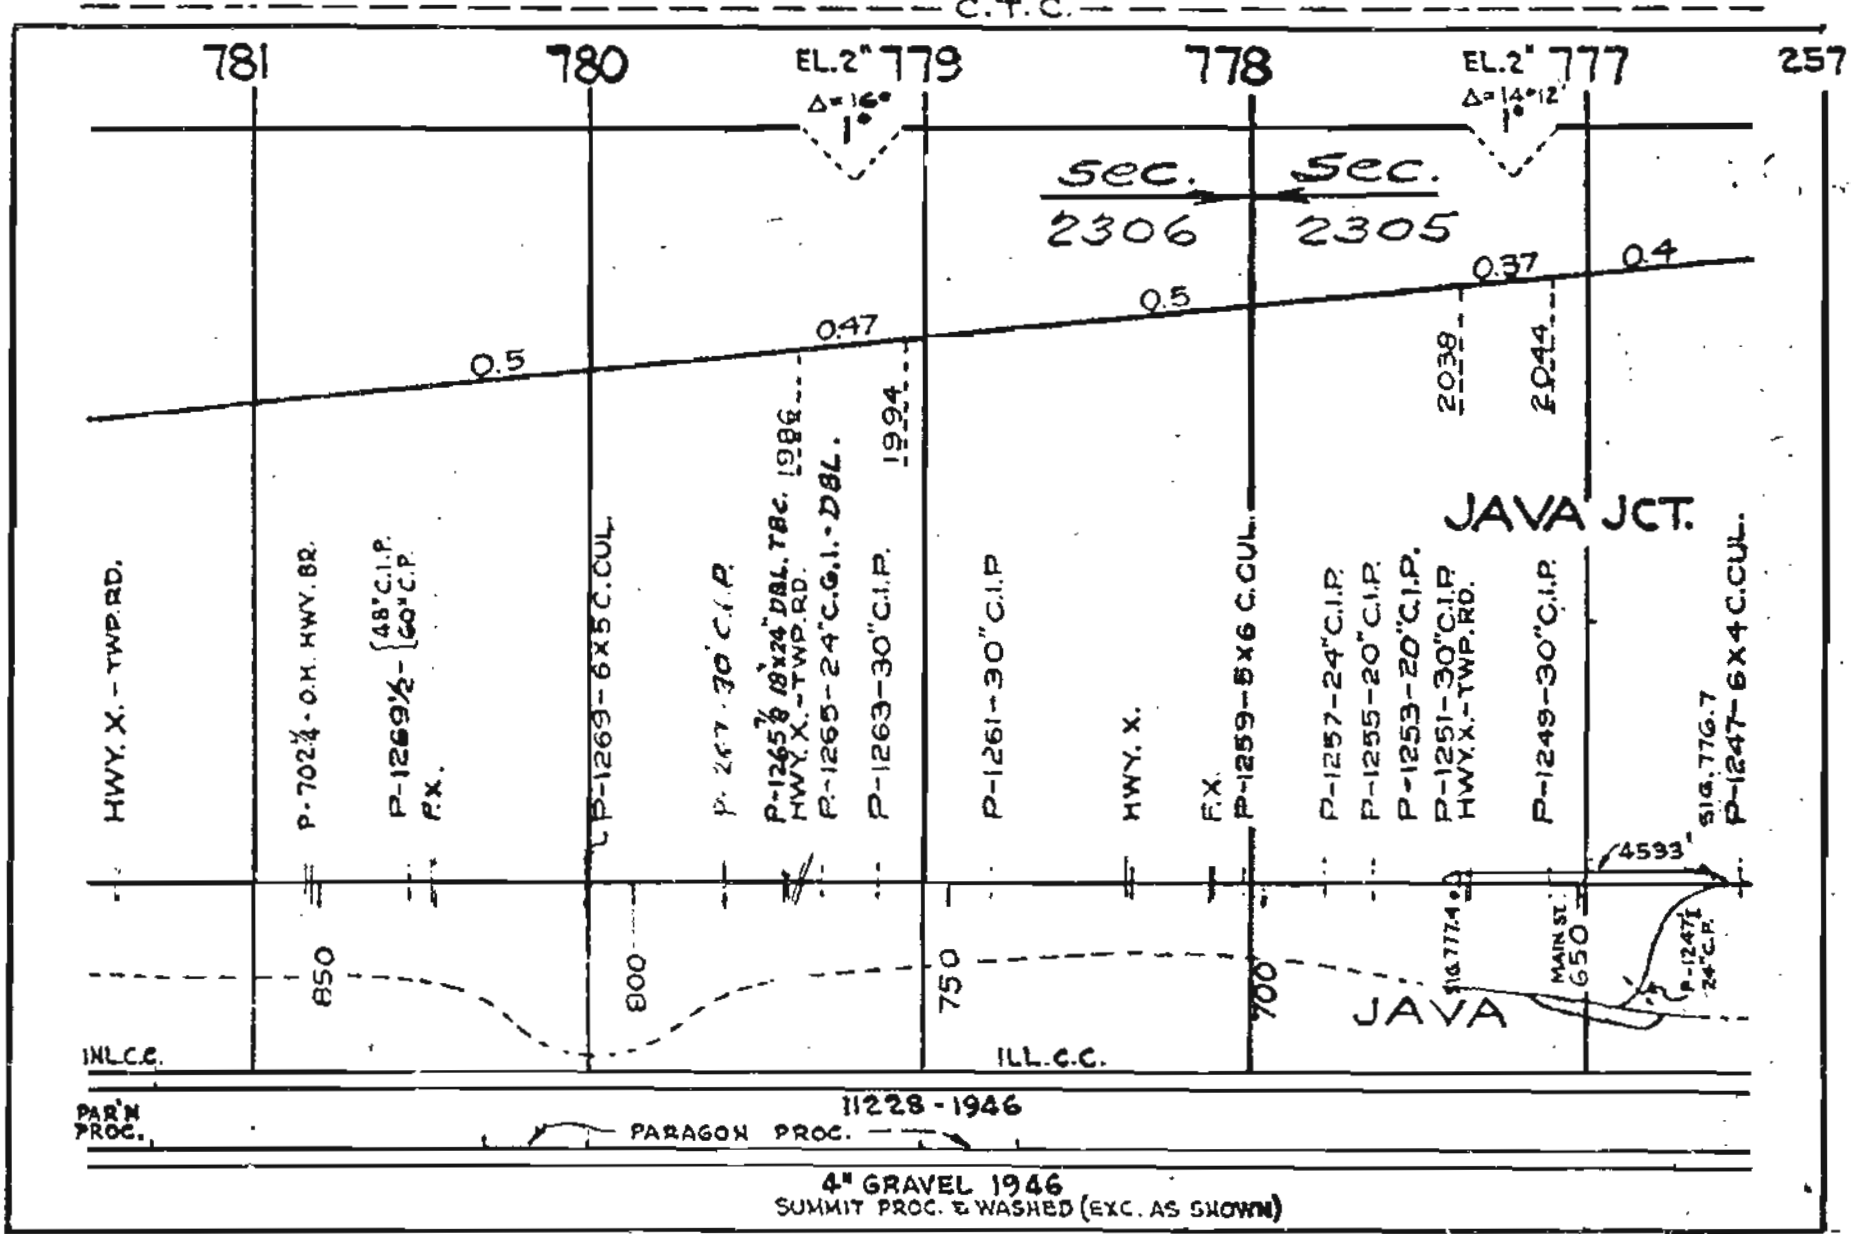 C.T.C.
781
780
EL.2" 779
778
EL.2" 777
257
Δ=16°
1°
Δ=14°12'
1°
Sec.
2306
Sec.
2305
0.5
0.47
0.5
0.37
0.4
1986
1994
2038
2044
JAVA JCT.
HWY. X. - TWP. RD.
P-702¼ - O.H. HWY. BR.
P-1269½ - {48" C.I.P.
60" C.P.
F.X.
P-1269-6X5 C. CUL.
30" C.I.P.
P-1265⅞ 18"X24" DBL. TBC.
HWY. X. - TWP. RD.
P-1265-24" C.G.I. - DBL.
P-1263-30" C.I.P.
P-1261-30" C.I.P.
HWY. X.
F.X.
P-1259-5X6 C. CUL.
P-1257-24" C.I.P.
P-1255-20" C.I.P.
P-1253-20" C.I.P.
P-1251-30" C.I.P.
HWY. X. - TWP. RD.
P-1249-30" C.I.P.
SIG. 776.7
P-1247-6X4 C. CUL.
4533'
850
800
750
700
SIG. 777.4
MAIN ST.
650
P-1247½
24" C.P.
JAVA
ILL.C.C.
11228-1946
PAR'N
PROC.
PARAGON PROC.
4" GRAVEL 1946
SUMMIT PROC. & WASHED (EXC. AS SHOWN)